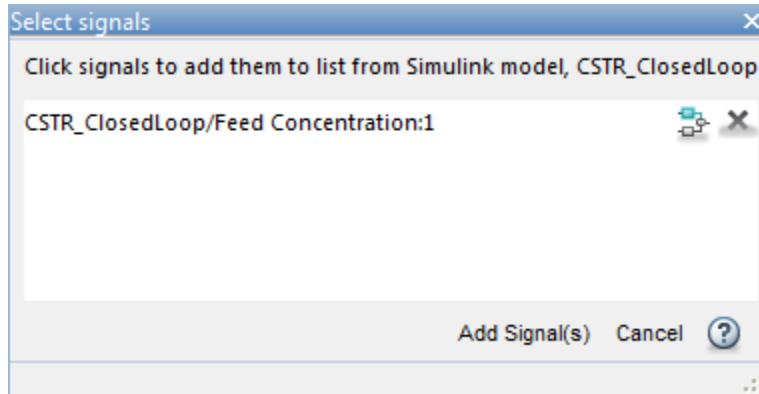 Select signals
Click signals to add them to list from Simulink model, CSTR_ClosedLoop
CSTR_ClosedLoop/Feed Concentration:1
Add Signal(s) Cancel ?